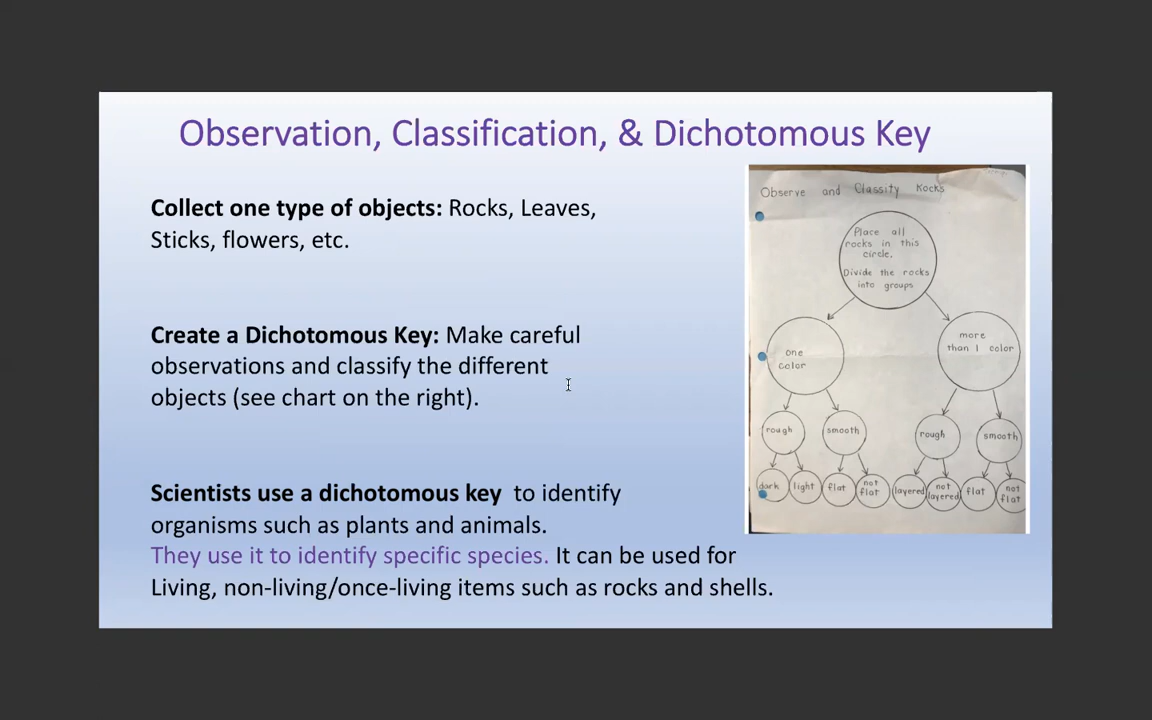 Observation, Classification, & Dichotomous Key
Collect one type of objects: Rocks, Leaves,
Sticks, flowers, etc.
Create a Dichotomous Key: Make careful
observations and classify the different
objects (see chart on the right).
Scientists use a dichotomous key to identify
organisms such as plants and animals.
They use it to identify specific species. It can be used for
Living, non-living/once-living items such as rocks and shells.
Observe and Classify Rocks
Place all
rocks in this
circle.
Divide the rocks
into groups
one
color
more
than 1 color
rough
smooth
rough
smooth
dark
light
flat
not
flat
layered
not
layered
flat
not
flat